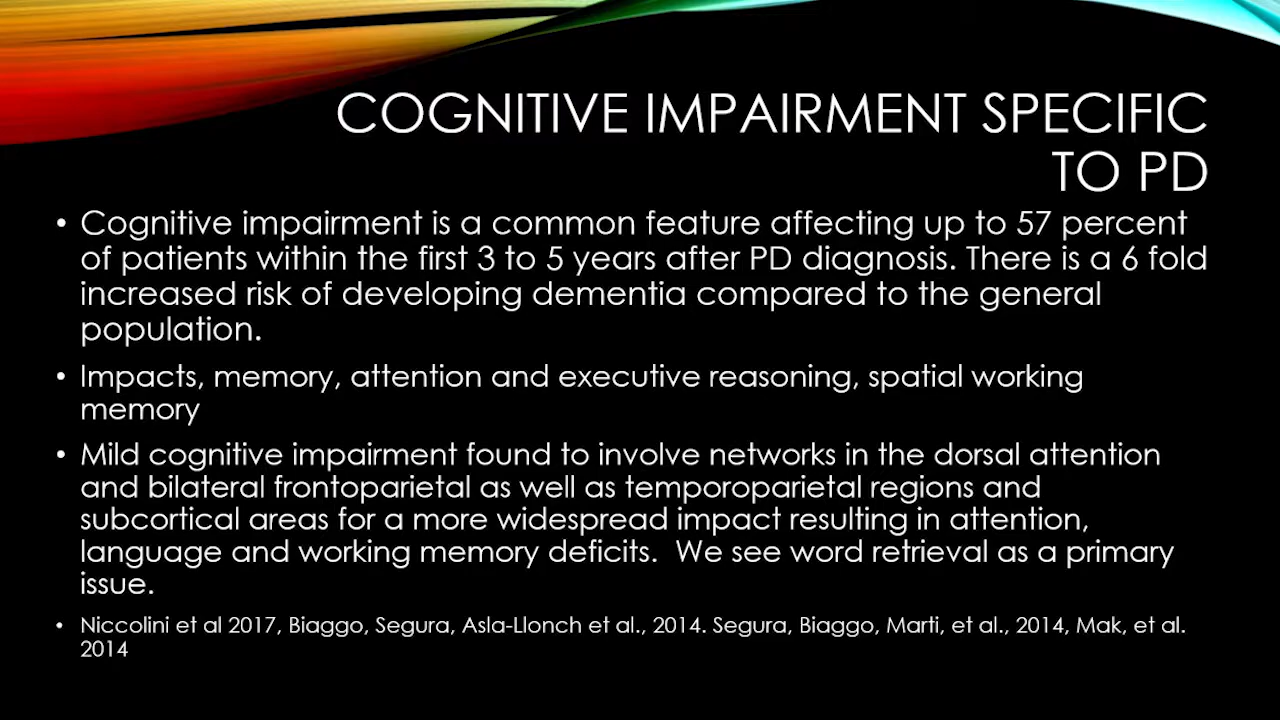 COGNITIVE IMPAIRMENT SPECIFIC
TO PD
• Cognitive impairment is a common feature affecting up to 57 percent
of patients within the first 3 to 5 years after PD diagnosis. There is a 6 fold
increased risk of developing dementia compared to the general
population.
• Impacts, memory, attention and executive reasoning, spatial working
memory
• Mild cognitive impairment found to involve networks in the dorsal attention
and bilateral frontoparietal as well as temporoparietal regions and
subcortical areas for a more widespread impact resulting in attention,
language and working memory deficits.  We see word retrieval as a primary
issue.
• Niccolini et al 2017, Biaggo, Segura, Asla-Llonch et al., 2014. Segura, Biaggo, Marti, et al., 2014, Mak, et al.
2014